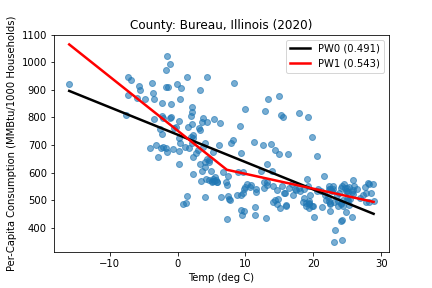 County: Bureau, Illinois (2020)
PW0 (0.491)
PW1 (0.543)
Per-Capita Consumption (MMBtu/1000 Households)
1100
1000
900
800
700
600
500
400
−10
0
10
20
30
Temp (deg C)